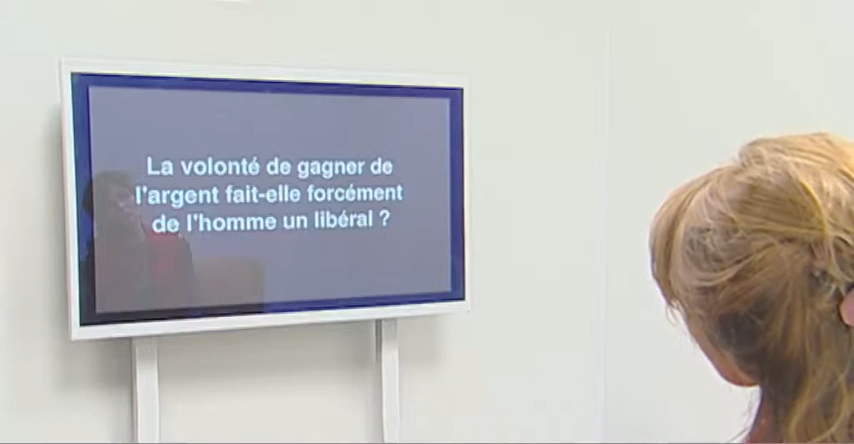 La volonté de gagner de
l'argent fait-elle forcément
de l'homme un libéral ?